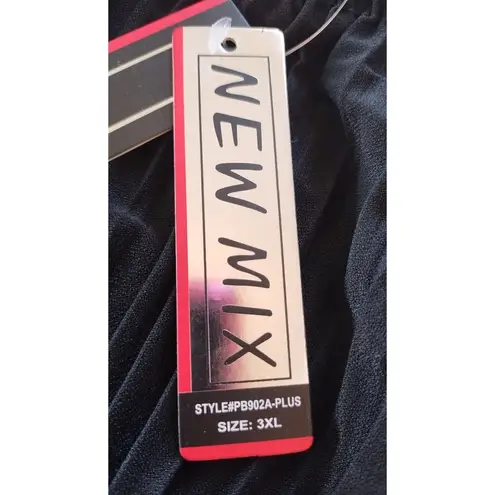 NEW MIX
STYLE#PB902A-PLUS
SIZE: 3XL